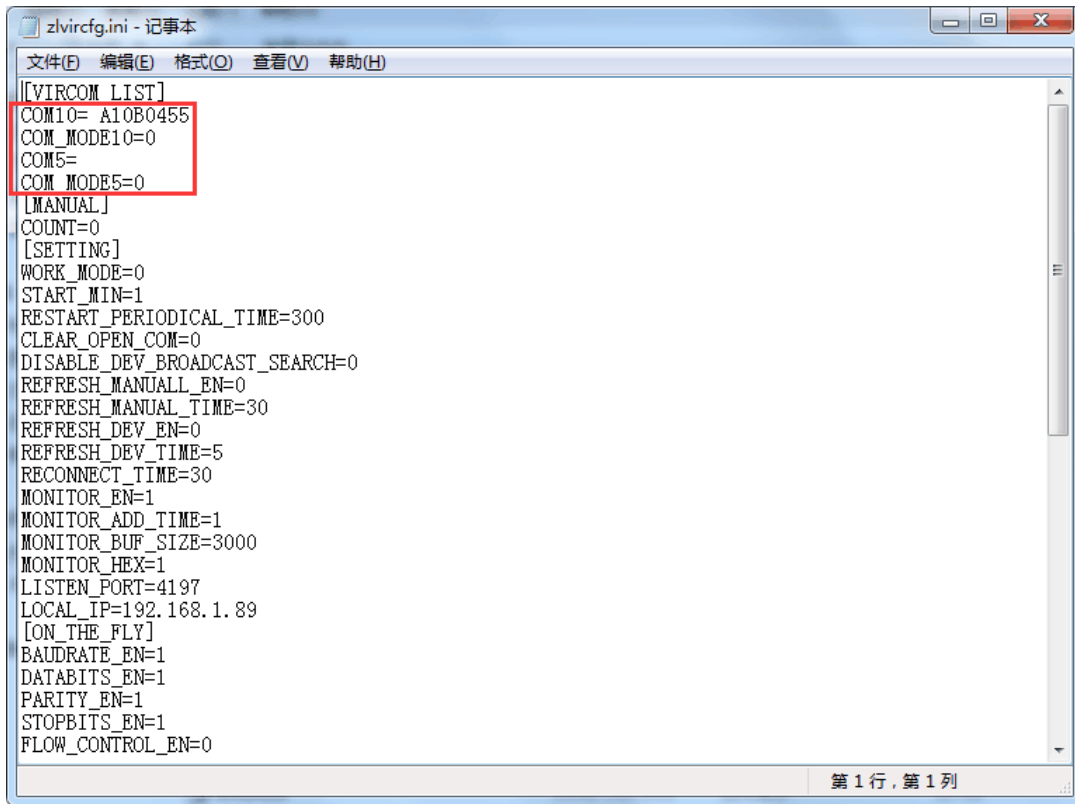 zlvircfg.ini - 记事本
文件(F) 编辑(E) 格式(O) 查看(V) 帮助(H)
[VIRCOM_LIST]
COM10= A10B0455
COM_MODE10=0
COM5=
COM_MODE5=0
[MANUAL]
COUNT=0
[SETTING]
WORK_MODE=0
START_MIN=1
RESTART_PERIODICAL_TIME=300
CLEAR_OPEN_COM=0
DISABLE_DEV_BROADCAST_SEARCH=0
REFRESH_MANUALL_EN=0
REFRESH_MANUAL_TIME=30
REFRESH_DEV_EN=0
REFRESH_DEV_TIME=5
RECONNECT_TIME=30
MONITOR_EN=1
MONITOR_ADD_TIME=1
MONITOR_BUF_SIZE=3000
MONITOR_HEX=1
LISTEN_PORT=4197
LOCAL_IP=192.168.1.89
[ON_THE_FLY]
BAUDRATE_EN=1
DATABITS_EN=1
PARITY_EN=1
STOPBITS_EN=1
FLOW_CONTROL_EN=0
第 1 行，第 1 列